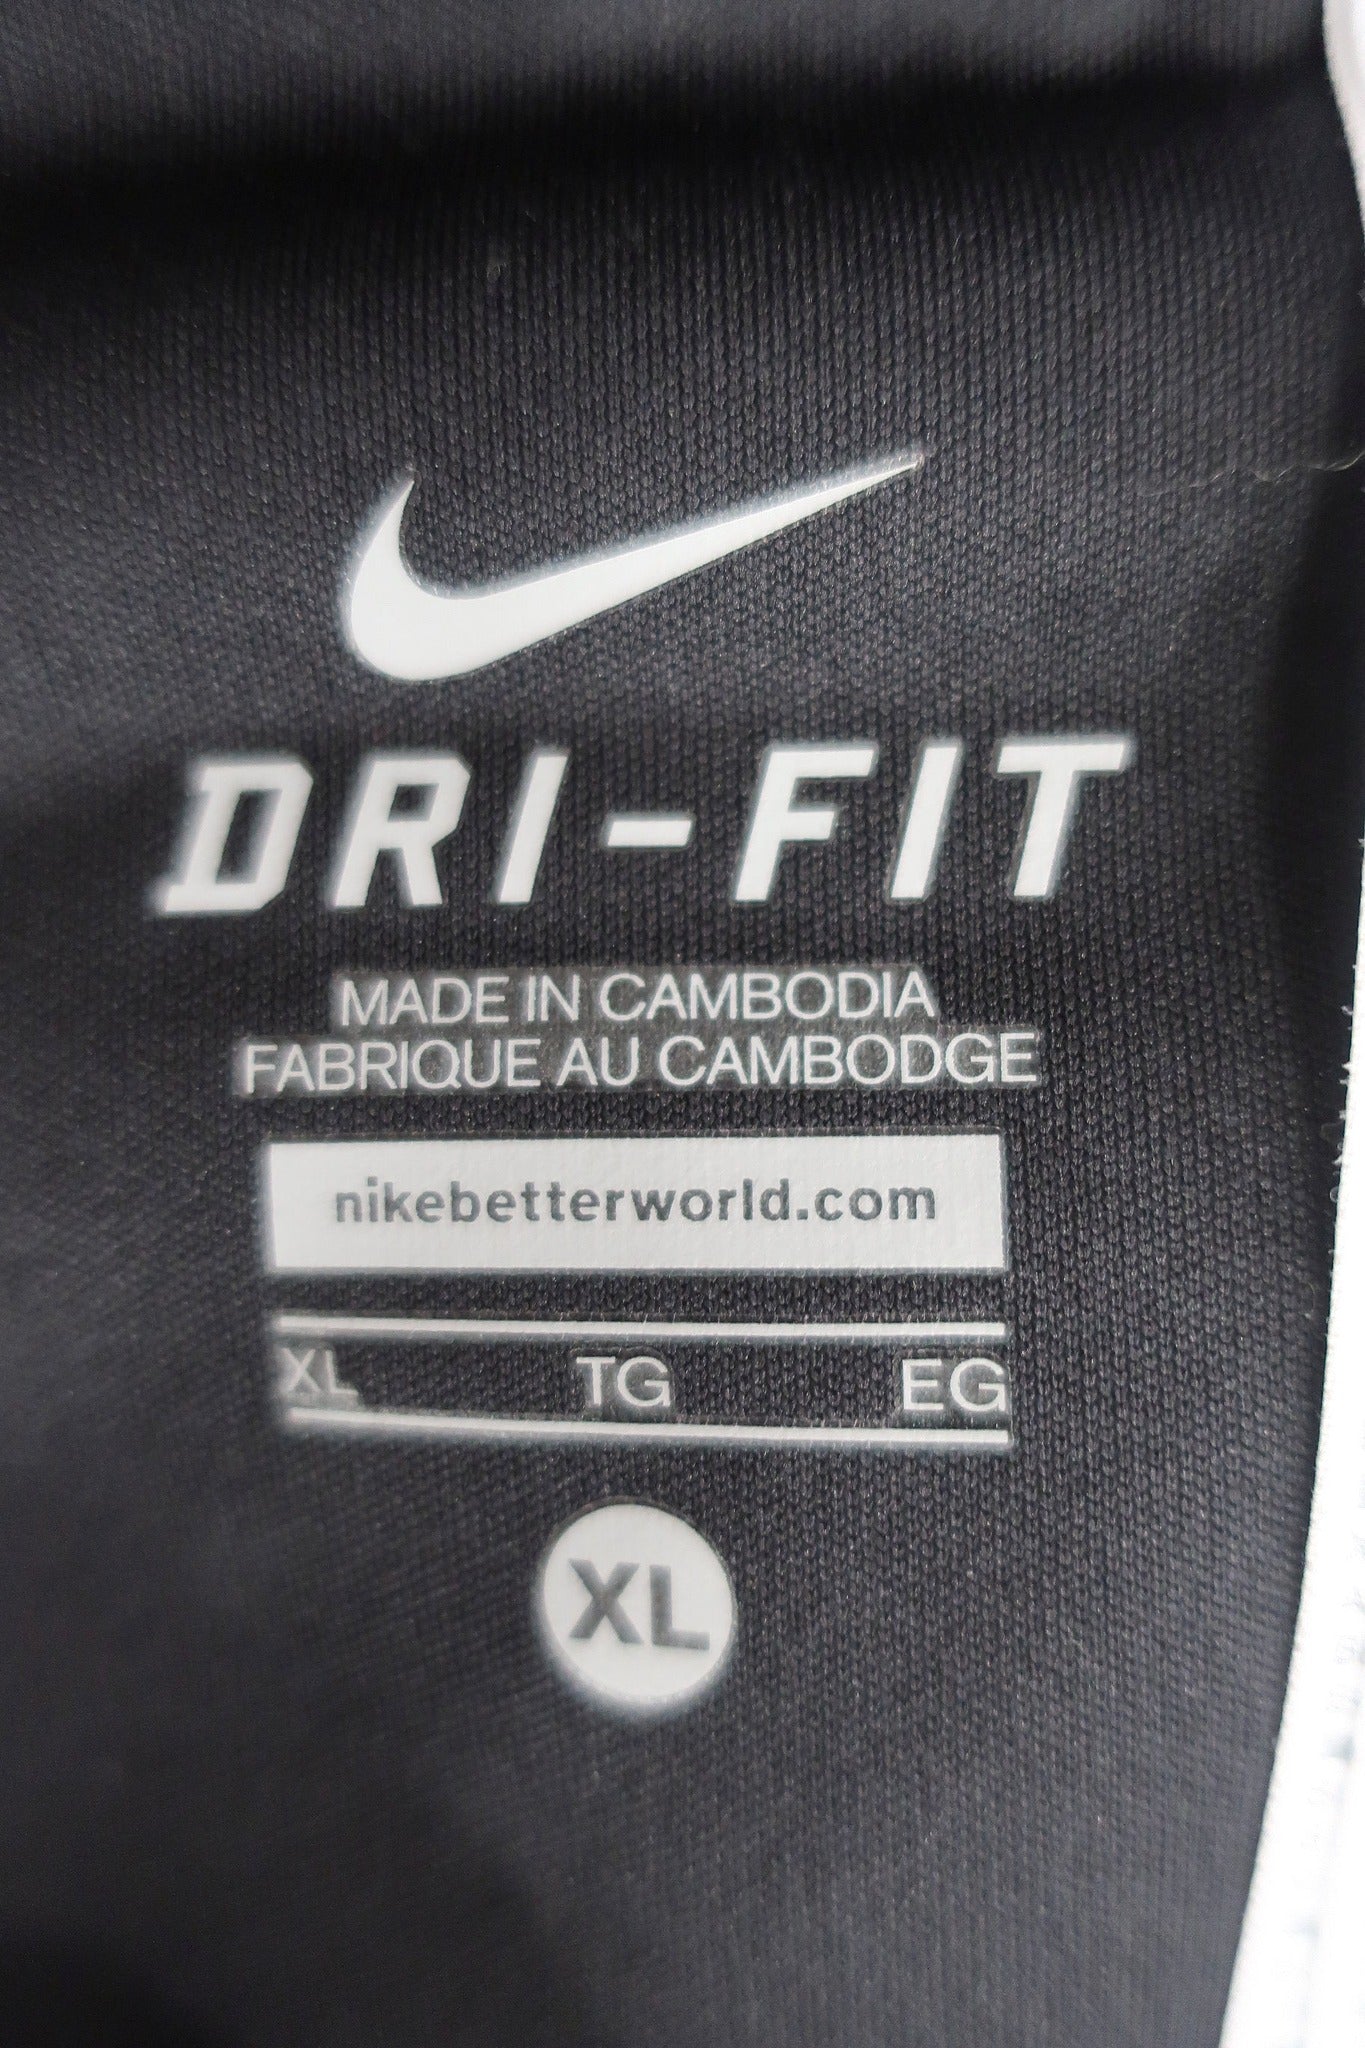 DRI-FIT
MADE IN CAMBODIA
FABRIQUE AU CAMBODGE
nikebetterworld.com
XL TG EG
XL